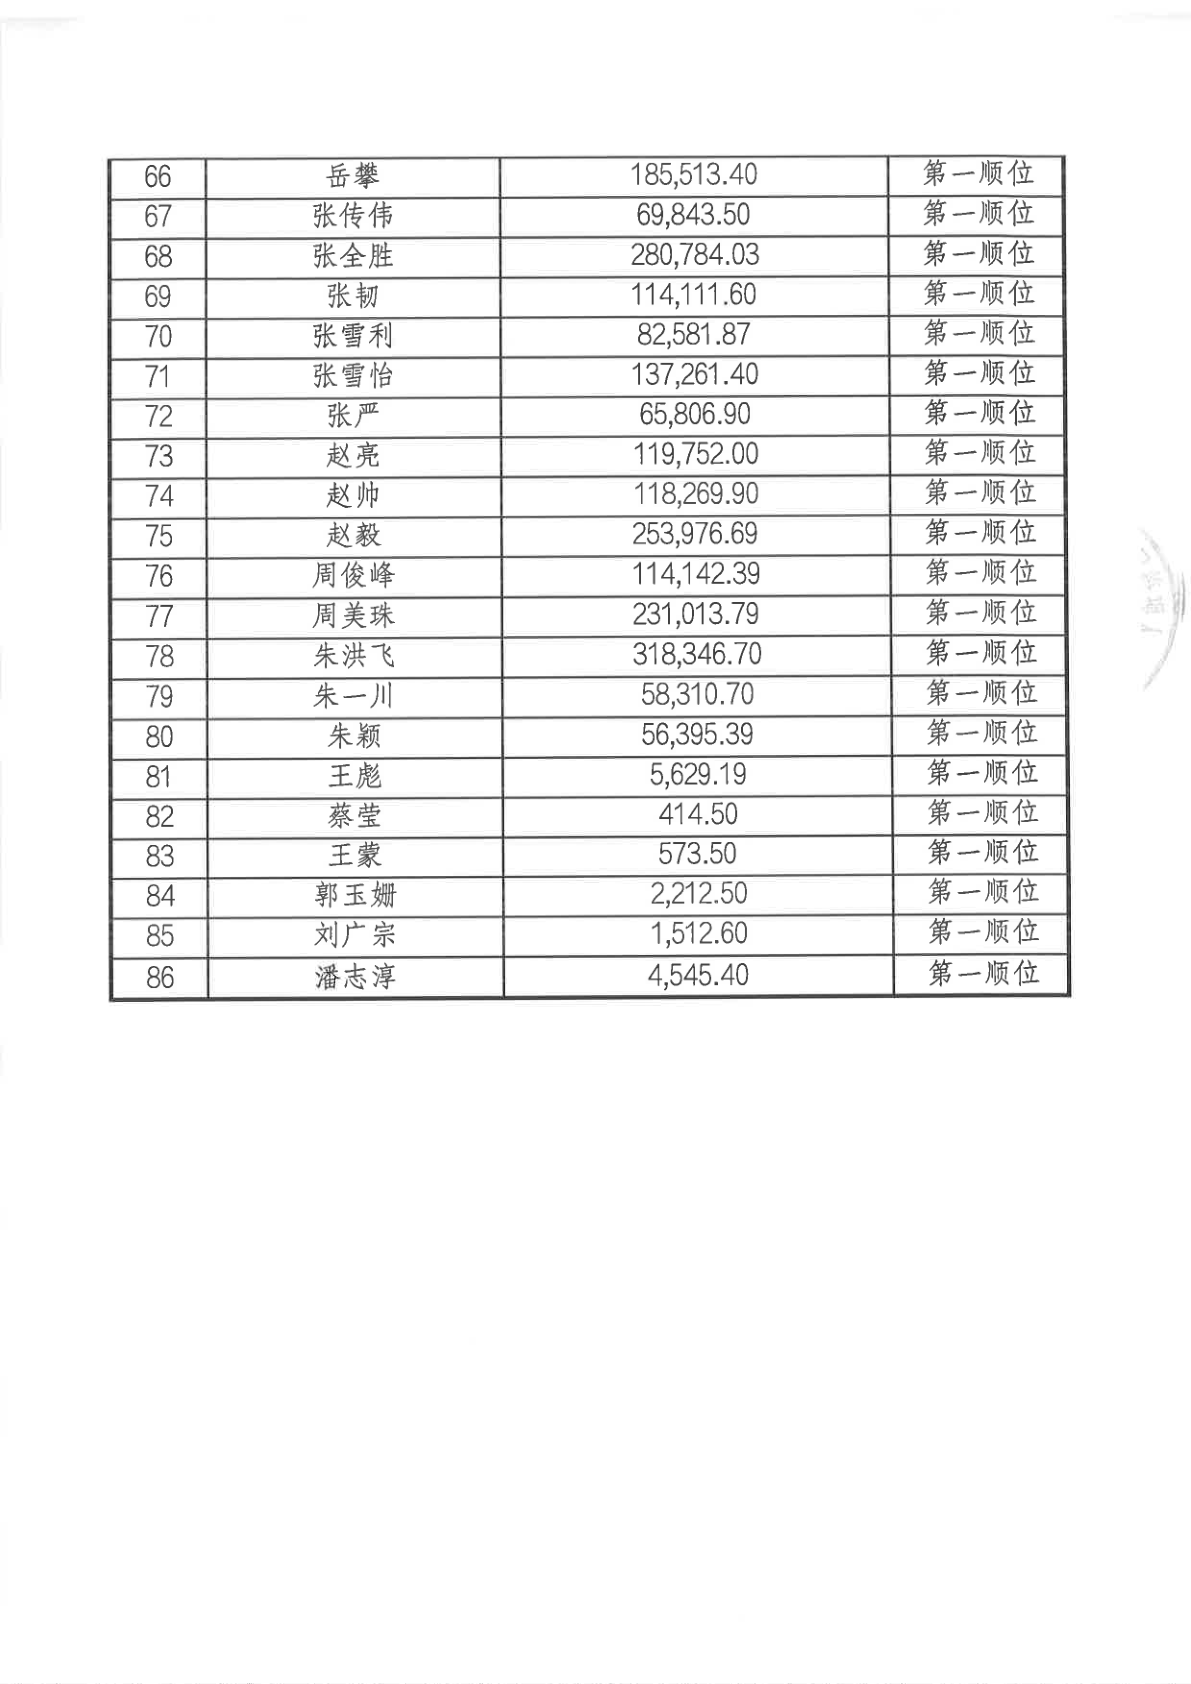 66 岳攀 185,513.40 第一顺位
67 张传伟 69,843.50 第一顺位
68 张全胜 280,784.03 第一顺位
69 张韧 114,111.60 第一顺位
70 张雪利 82,581.87 第一顺位
71 张雪怡 137,261.40 第一顺位
72 张严 65,806.90 第一顺位
73 赵亮 119,752.00 第一顺位
74 赵帅 118,269.90 第一顺位
75 赵毅 253,976.69 第一顺位
76 周俊峰 114,142.39 第一顺位
77 周美珠 231,013.79 第一顺位
78 朱洪飞 318,346.70 第一顺位
79 朱一川 58,310.70 第一顺位
80 朱颖 56,395.39 第一顺位
81 王彪 5,629.19 第一顺位
82 蔡莹 414.50 第一顺位
83 王蒙 573.50 第一顺位
84 郭玉姗 2,212.50 第一顺位
85 刘广宗 1,512.60 第一顺位
86 潘志淳 4,545.40 第一顺位